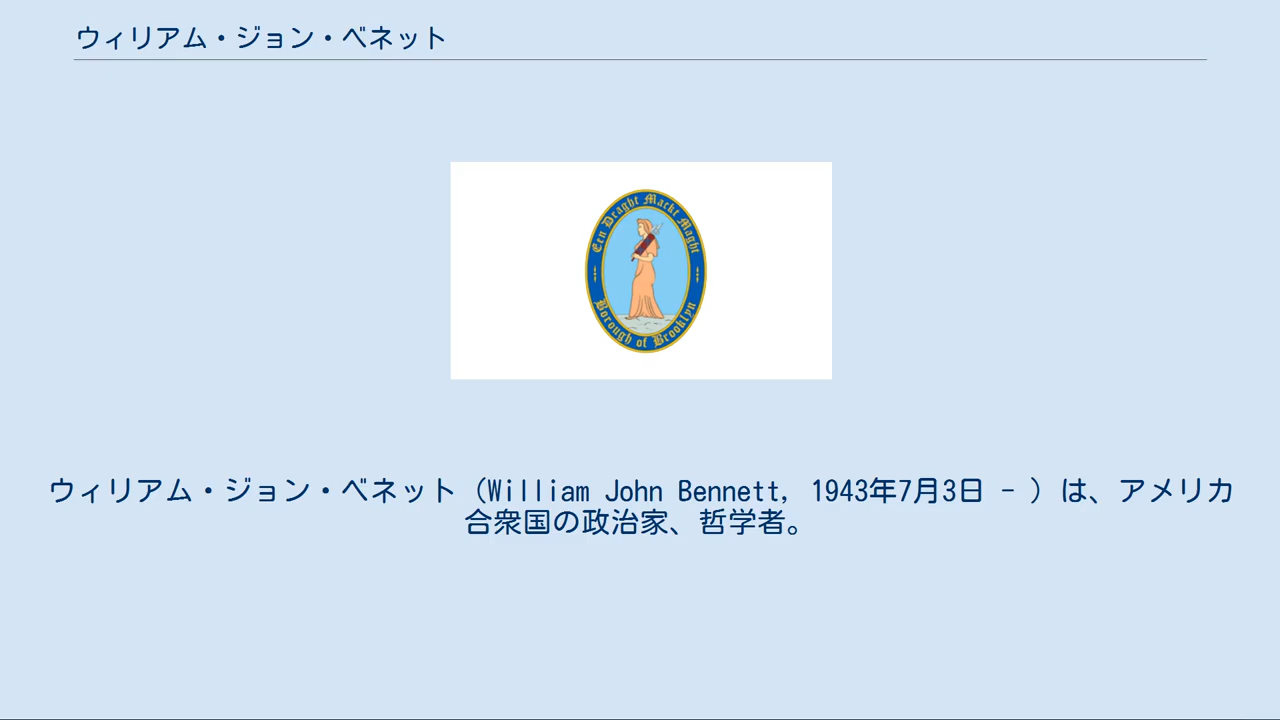 ウィリアム・ジョン・ベネット
Een Draght Mackt Maght
Borough of Brooklyn
ウィリアム・ジョン・ベネット（William John Bennett, 1943年7月3日 - ）は、アメリカ
合衆国の政治家、哲学者。